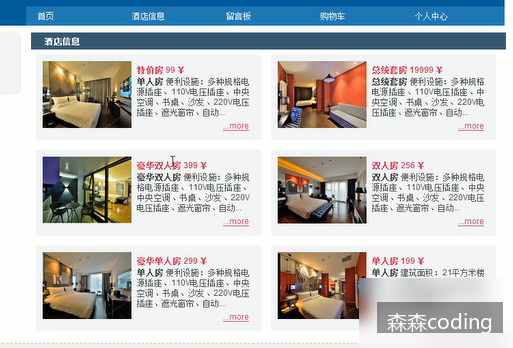 首页 酒店信息 留言板 购物车 个人中心
酒店信息
特价房 99 ¥
单人房 便利设施：多种规格电
源插座、110V电压插座、中央
空调、书桌、沙发、220V电压
插座、遮光窗帘、自动...
...more
总统套房 19999 ¥
总统套房 便利设施：多种规格
电源插座、110V电压插座、中
央空调、书桌、沙发、220V电
压插座、遮光窗帘、自动...
...more
豪华双人房 399 ¥
豪华双人房 便利设施：多种规
格电源插座、110V电压插座、
中央空调、书桌、沙发、220V
电压插座、遮光窗帘、自动...
...more
双人房 256 ¥
双人房 便利设施：多种规格电
源插座、110V电压插座、中央
空调、书桌、沙发、220V电压
插座、遮光窗帘、自动...
...more
豪华单人房 299 ¥
单人房 便利设施：多种规格电
源插座、110V电压插座、中央
空调、书桌、沙发、220V电压
插座、遮光窗帘、自动...
...more
单人房 199 ¥
单人房 建筑面积：21平方米楼
森森coding